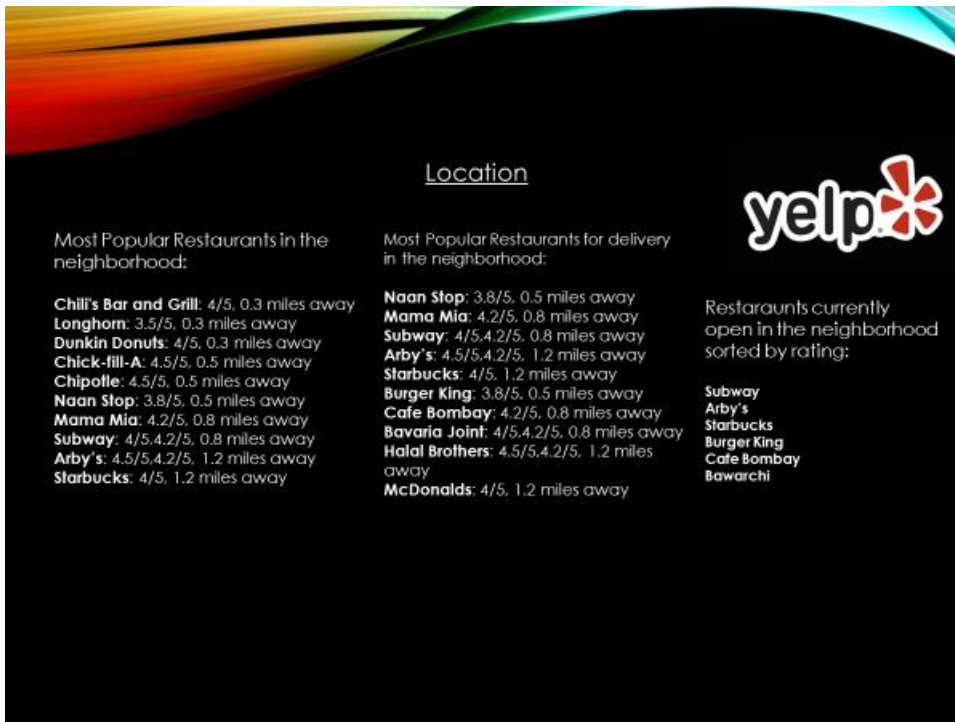 Location
yelp
Most Popular Restaurants in the
neighborhood:
Chili's Bar and Grill: 4/5, 0.3 miles away
Longhorn: 3.5/5, 0.3 miles away
Dunkin Donuts: 4/5, 0.3 miles away
Chick-fill-A: 4.5/5, 0.5 miles away
Chipotle: 4.5/5, 0.5 miles away
Naan Stop: 3.8/5, 0.5 miles away
Mama Mia: 4.2/5, 0.8 miles away
Subway: 4/5,4.2/5, 0.8 miles away
Arby's: 4.5/5,4.2/5, 1.2 miles away
Starbucks: 4/5, 1.2 miles away
Most Popular Restaurants for delivery
in the neighborhood:
Naan Stop: 3.8/5, 0.5 miles away
Mama Mia: 4.2/5, 0.8 miles away
Subway: 4/5,4.2/5, 0.8 miles away
Arby's: 4.5/5,4.2/5, 1.2 miles away
Starbucks: 4/5, 1.2 miles away
Burger King: 3.8/5, 0.5 miles away
Cafe Bombay: 4.2/5, 0.8 miles away
Bavaria Joint: 4/5,4.2/5, 0.8 miles away
Halal Brothers: 4.5/5,4.2/5, 1.2 miles
away
McDonalds: 4/5, 1.2 miles away
Restaraunts currently
open in the neighborhood
sorted by rating:
Subway
Arby's
Starbucks
Burger King
Cafe Bombay
Bawarchi